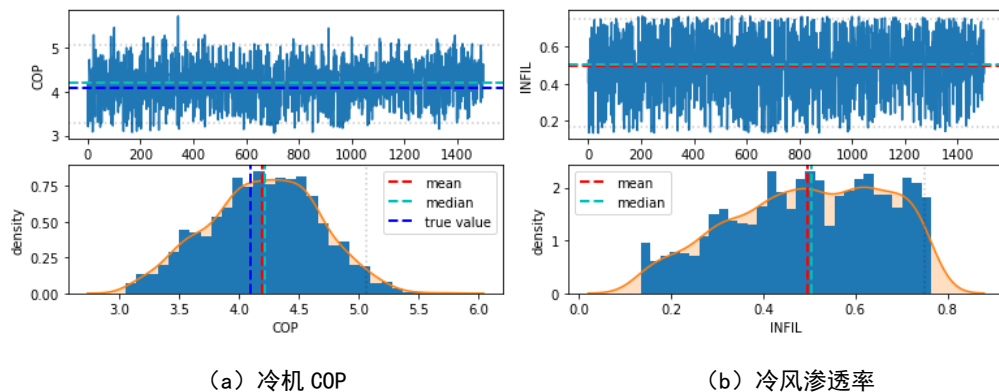 COP
5
4
3
0 200 400 600 800 1000 1200 1400
INFIL
0.6
0.4
0.2
0 200 400 600 800 1000 1200 1400
density
0.75
0.50
0.25
0.00
mean
median
true value
3.0 3.5 4.0 4.5 5.0 5.5 6.0
COP
density
2
1
0
mean
median
0.0 0.2 0.4 0.6 0.8
INFIL
(a) 冷机 COP
(b) 冷风渗透率